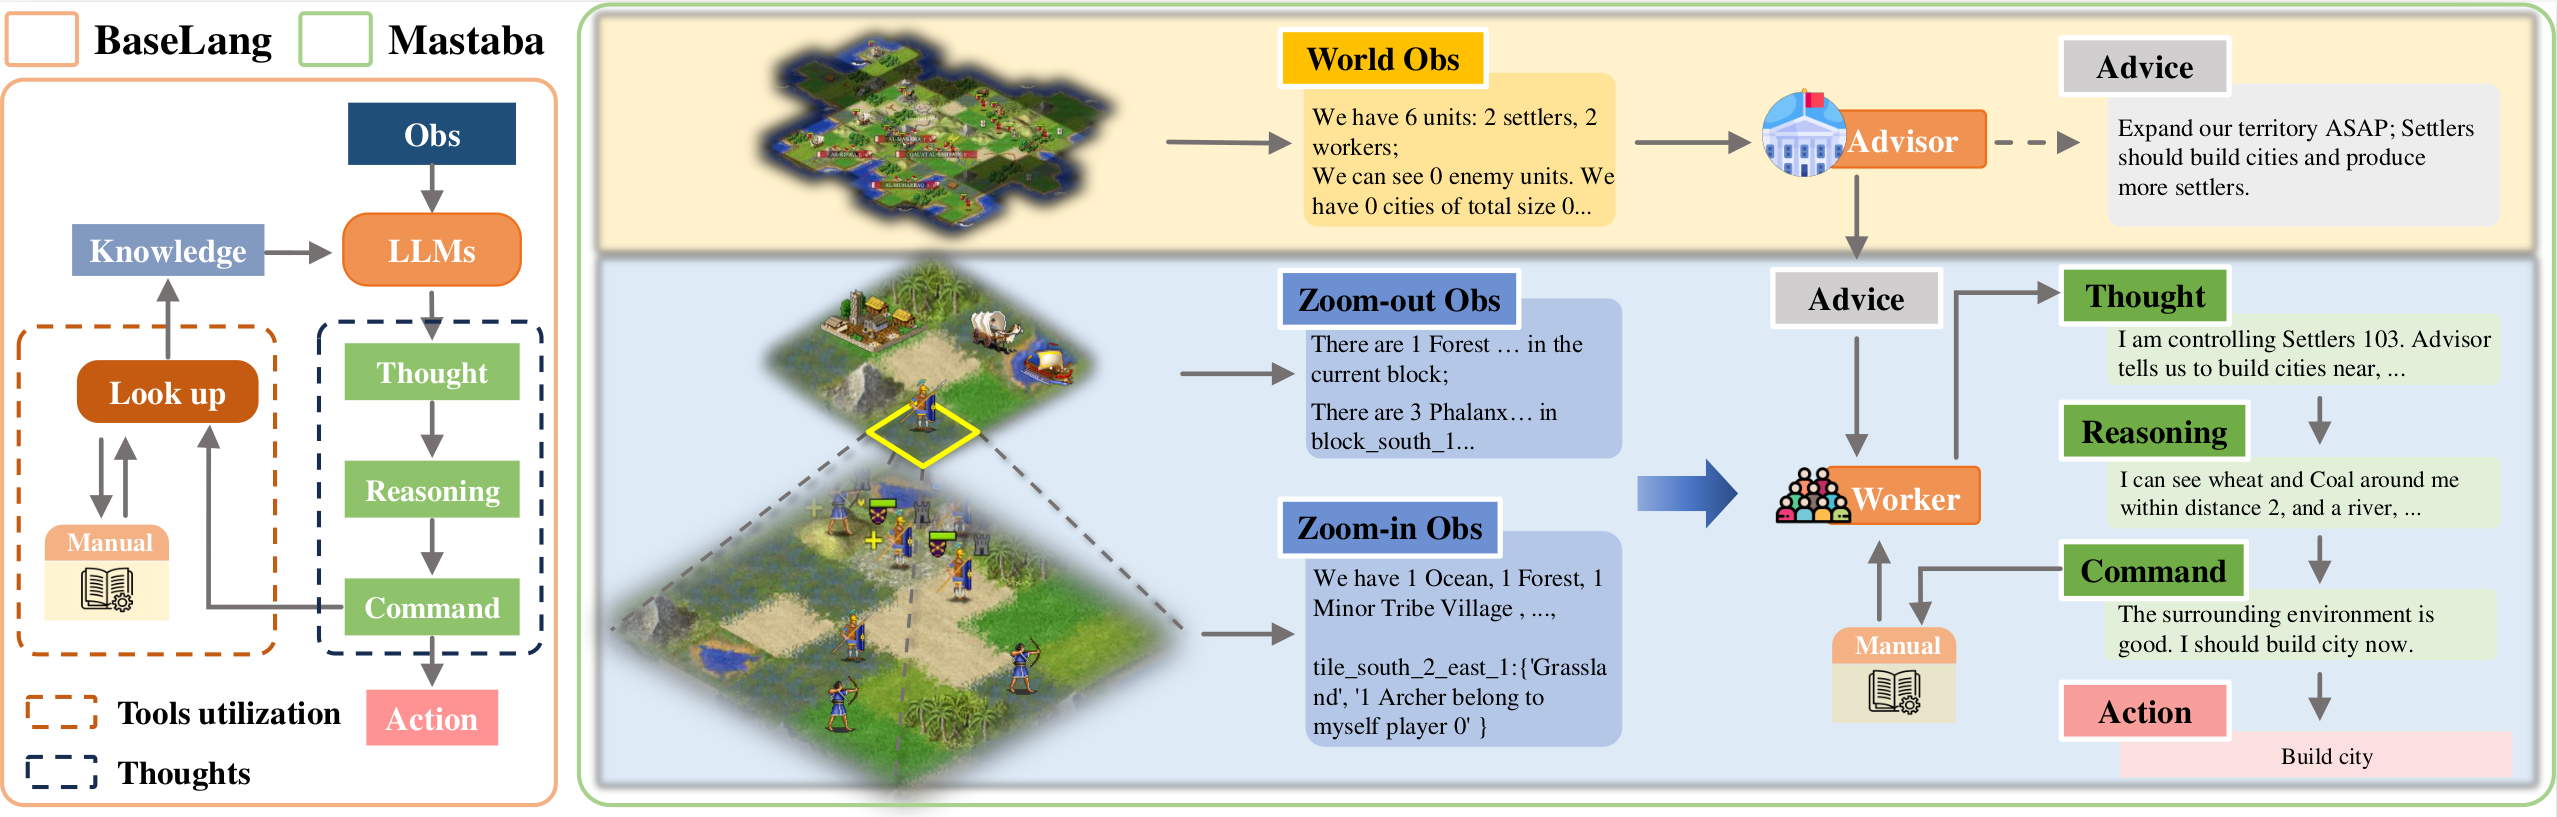 BaseLang
Mastaba
Obs
Knowledge
LLMs
Look up
Thought
Reasoning
Manual
Command
Action
Tools utilization
Thoughts
World Obs
We have 6 units: 2 settlers, 2
workers;
We can see 0 enemy units. We
have 0 cities of total size 0...
Advisor
Advice
Expand our territory ASAP; Settlers
should build cities and produce
more settlers.
Zoom-out Obs
There are 1 Forest … in the
current block;
There are 3 Phalanx… in
block_south_1...
Zoom-in Obs
We have 1 Ocean, 1 Forest, 1
Minor Tribe Village , ...,
tile_south_2_east_1:{'Grassla
nd', '1 Archer belong to
myself player 0' }
Advice
Worker
Manual
Thought
I am controlling Settlers 103. Advisor
tells us to build cities near, ...
Reasoning
I can see wheat and Coal around me
within distance 2, and a river, ...
Command
The surrounding environment is
good. I should build city now.
Action
Build city